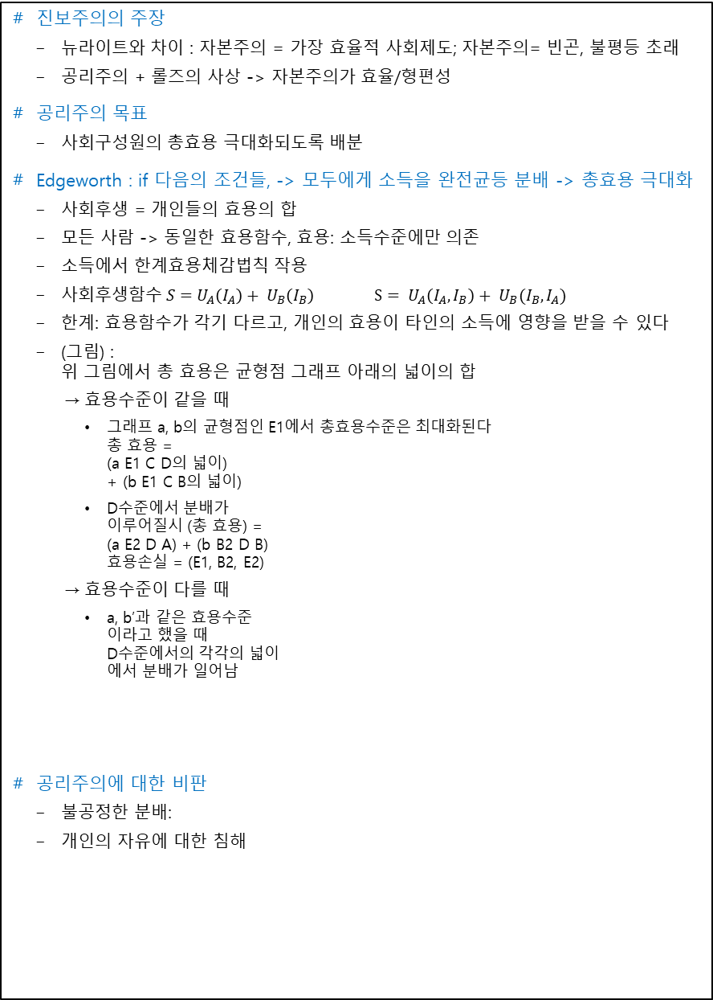 # 진보주의의 주장
– 뉴라이트와 차이 : 자본주의 = 가장 효율적 사회제도; 자본주의= 빈곤, 불평등 초래
– 공리주의 + 롤즈의 사상 -> 자본주의가 효율/형편성
# 공리주의 목표
– 사회구성원의 총효용 극대화되도록 배분
# Edgeworth : if 다음의 조건들, -> 모두에게 소득을 완전균등 분배 -> 총효용 극대화
– 사회후생 = 개인들의 효용의 합
– 모든 사람 -> 동일한 효용함수, 효용: 소득수준에만 의존
– 소득에서 한계효용체감법칙 작용
– 사회후생함수 𝑆 = 𝑈_𝐴(𝐼_𝐴) + 𝑈_𝐵(𝐼_𝐵) S = 𝑈_𝐴(𝐼_𝐴, 𝐼_𝐵) + 𝑈_𝐵(𝐼_𝐵, 𝐼_𝐴)
– 한계: 효용함수가 각기 다르고, 개인의 효용이 타인의 소득에 영향을 받을 수 있다
– (그림) :
위 그림에서 총 효용은 균형점 그래프 아래의 넓이의 합
→ 효용수준이 같을 때
• 그래프 a, b의 균형점인 E1에서 총효용수준은 최대화된다
총 효용 =
(a E1 C D의 넓이)
+ (b E1 C B의 넓이)
• D수준에서 분배가
이루어질시 (총 효용) =
(a E2 D A) + (b B2 D B)
효용손실 = (E1, B2, E2)
→ 효용수준이 다를 때
• a, b’과 같은 효용수준
이라고 했을 때
D수준에서의 각각의 넓이
에서 분배가 일어남
# 공리주의에 대한 비판
– 불공정한 분배:
– 개인의 자유에 대한 침해